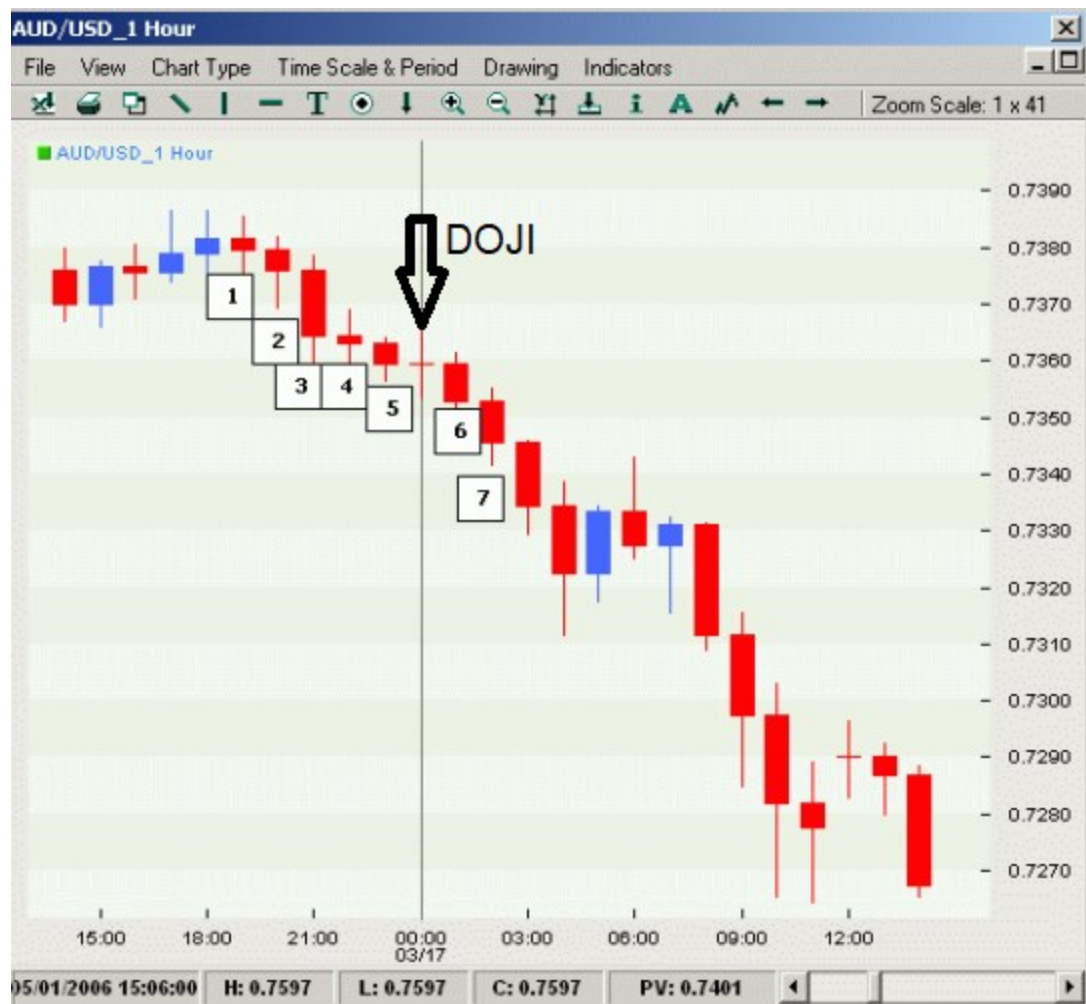 AUD/USD_1 Hour
File View Chart Type Time Scale & Period Drawing Indicators
T i A Zoom Scale: 1 x 41
AUD/USD_1 Hour
DOJI
0.7390
0.7380
0.7370
0.7360
0.7350
0.7340
0.7330
0.7320
0.7310
0.7300
0.7290
0.7280
0.7270
1
2
3 4
5
6
7
15:00 18:00 21:00 00:00 03:00 06:00 09:00 12:00
03/17
05/01/2006 15:06:00 H: 0.7597 L: 0.7597 C: 0.7597 PV: 0.7401